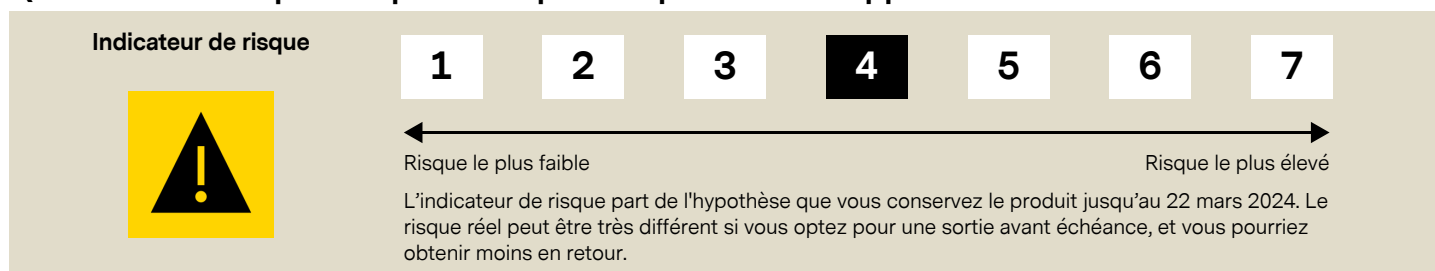 Indicateur de risque
1 2 3 4 5 6 7
Risque le plus faible Risque le plus élevé
L’indicateur de risque part de l'hypothèse que vous conservez le produit jusqu’au 22 mars 2024. Le
risque réel peut être très différent si vous optez pour une sortie avant échéance, et vous pourriez
obtenir moins en retour.